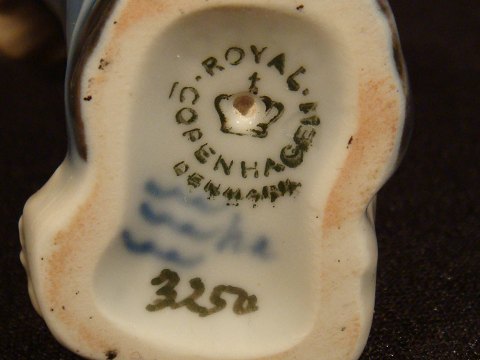 ROYAL
COPENHAGEN
DENMARK
3250